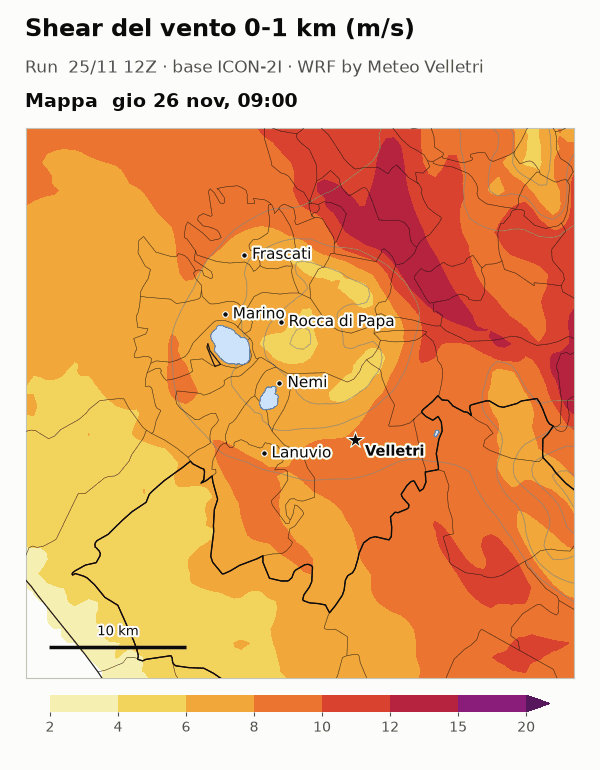 Shear del vento 0-1 km (m/s)
Run  25/11 12Z · base ICON-2I · WRF by Meteo Velletri
Mappa  gio 26 nov, 09:00
Frascati
Marino
Rocca di Papa
Nemi
Velletri
Lanuvio
10 km
2 4 6 8 10 12 15 20